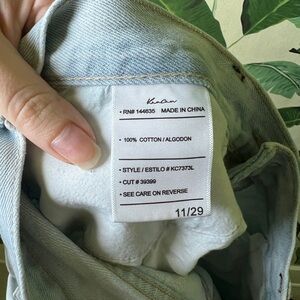 KanCan
• RN# 144635 MADE IN CHINA
100% COTTON / ALGODON
• STYLE / ESTILO # KC7373L
• CUT # 39399
• SEE CARE ON REVERSE
11/29